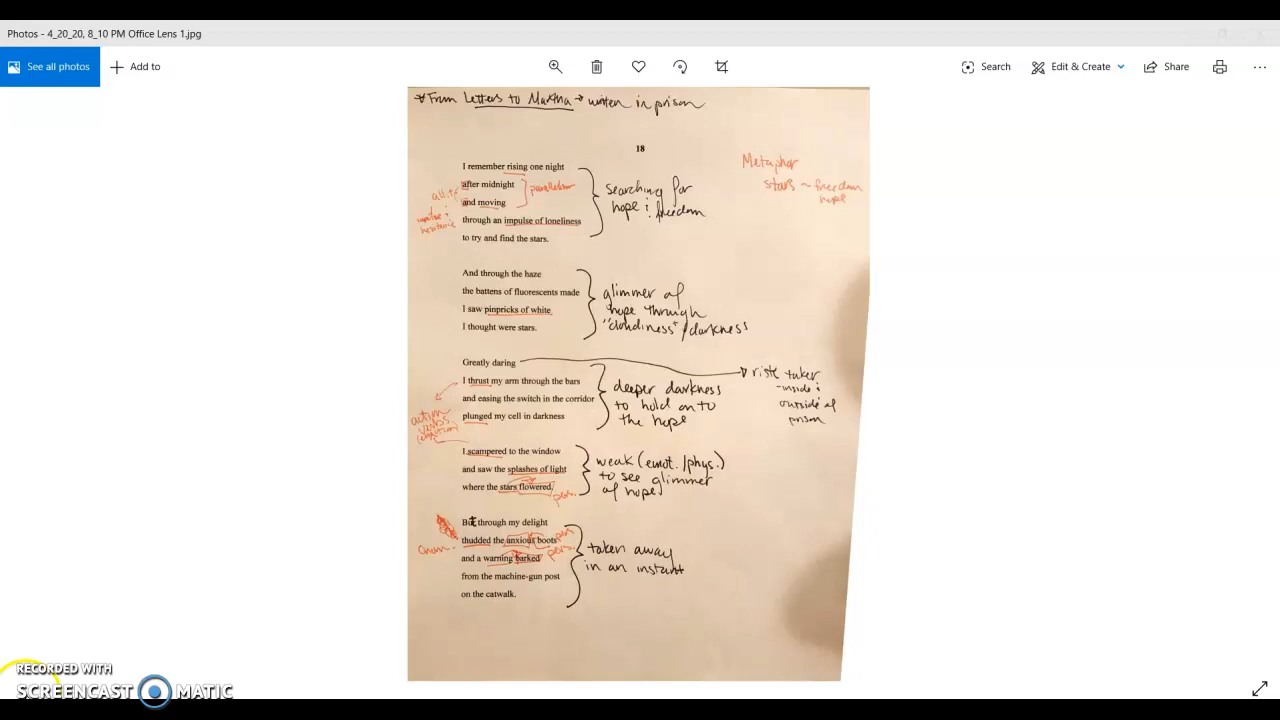 Photos - 4_20_20, 8_10 PM Office Lens 1.jpg
See all photos
Add to
Search
Edit & Create
Share
From Letters to Martha → written in prison
18
I remember rising one night
after midnight
and moving
through an impulse of loneliness
to try and find the stars.
parallelism
searching for
hope & freedom
Metaphor
stars ~ freedom
hope
And through the haze
the battens of fluorescents made
I saw pinpricks of white
I thought were stars.
glimmer of
hope through
"cloudiness"/darkness
Greatly daring
I thrust my arm through the bars
and easing the switch in the corridor
plunged my cell in darkness
action
verbs
deeper darkness
to hold on to
the hope
risk taker
-inside &
outside of
prison
I scampered to the window
and saw the splashes of light
where the stars flowered.
pers.
weak (emot./phys.)
to see glimmer
of hope
But through my delight
thudded the anxious boots
and a warning barked
from the machine-gun post
on the catwalk.
pers.
taken away
in an instant
RECORDED WITH
SCREENCAST MATIC